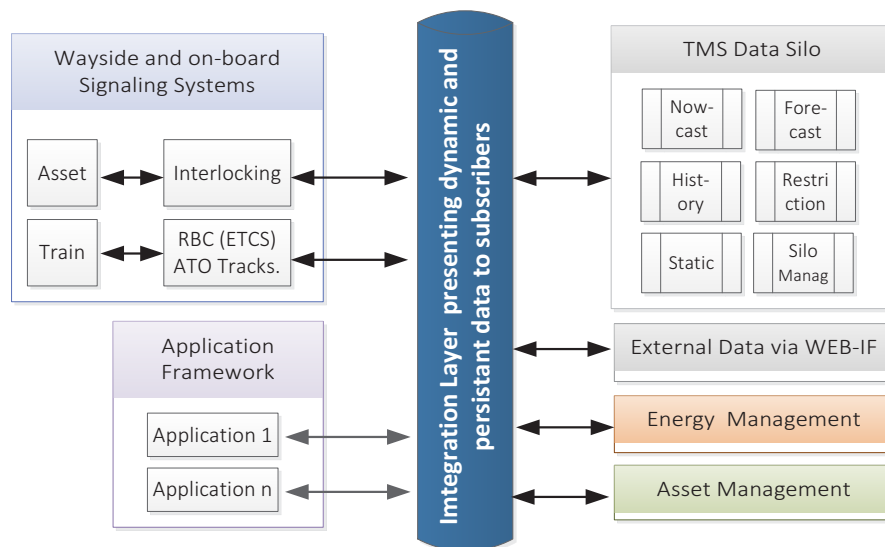 Wayside and on-board
Signaling Systems
Asset
Interlocking
Train
RBC (ETCS)
ATO Tracks.
Application
Framework
Application 1
Application n
Imtegration Layer presenting dynamic and
persistant data to subscribers
TMS Data Silo
Now-
cast
Fore-
cast
Hist-
ory
Restri
ction
Static
Silo
Manag
External Data via WEB-IF
Energy Management
Asset Management